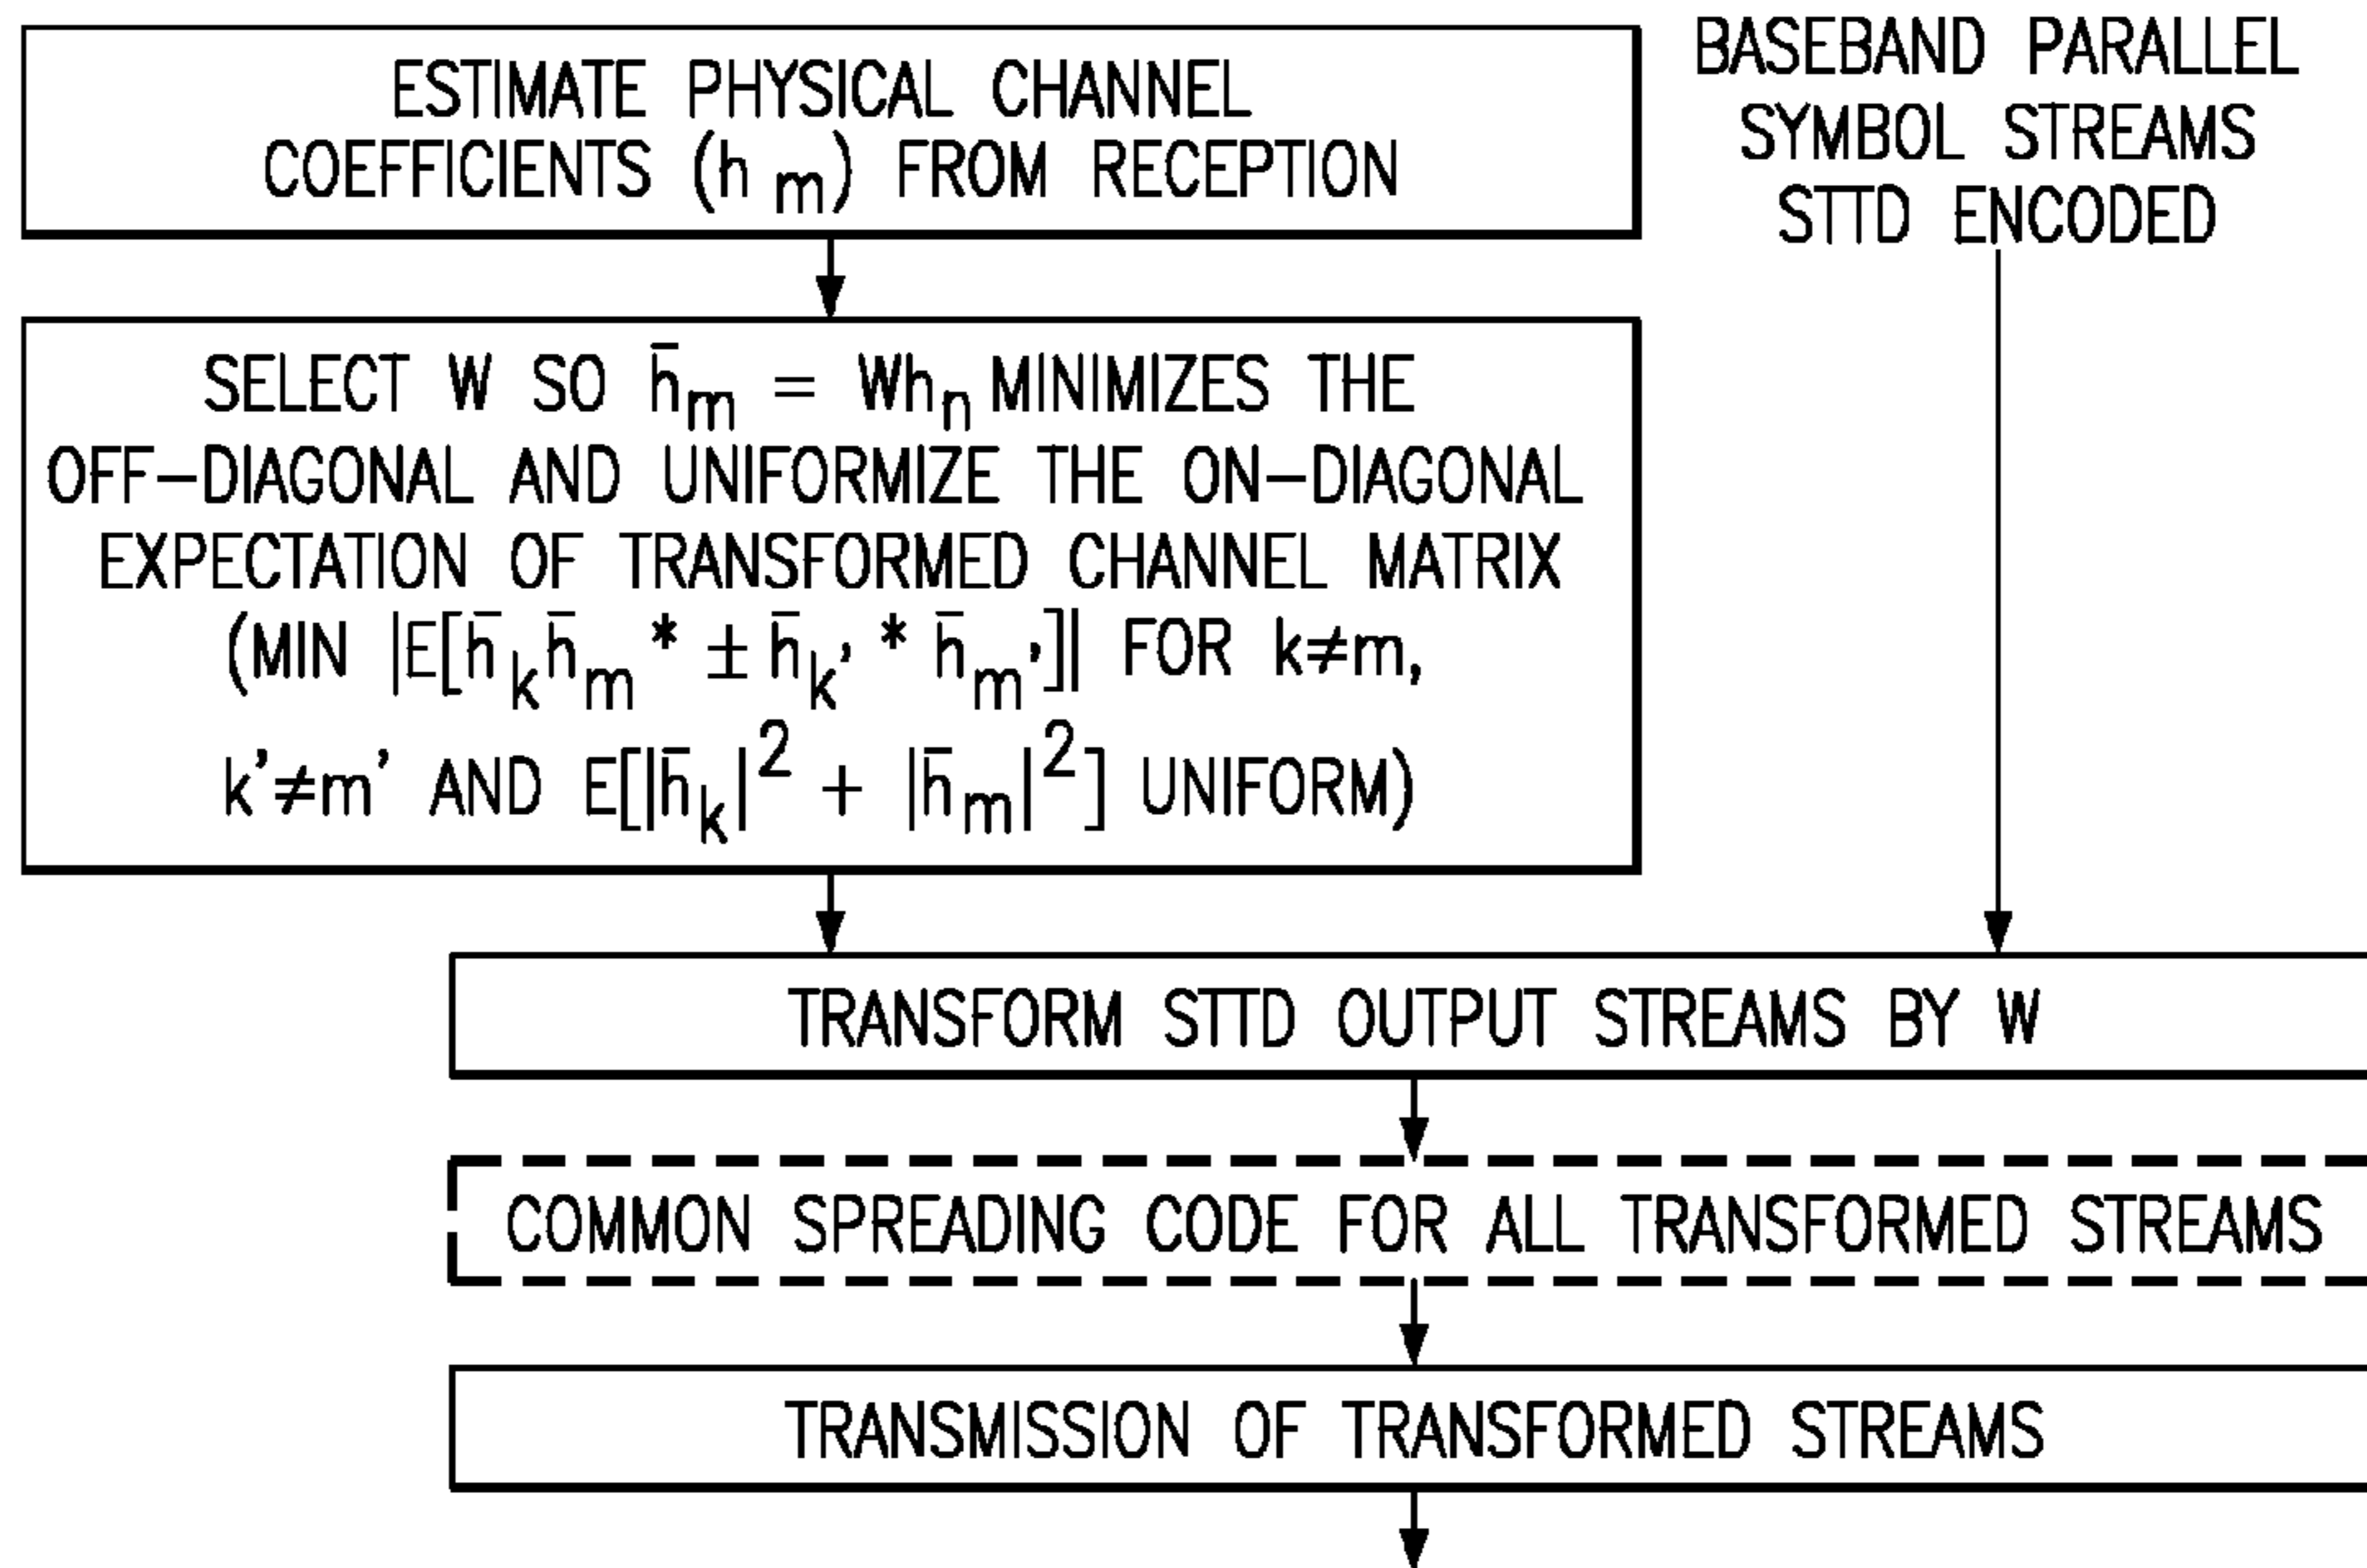 ESTIMATE PHYSICAL CHANNEL
COEFFICIENTS (h m) FROM RECEPTION
BASEBAND PARALLEL
SYMBOL STREAMS
STTD ENCODED
SELECT W SO h̄m = Whn MINIMIZES THE
OFF-DIAGONAL AND UNIFORMIZE THE ON-DIAGONAL
EXPECTATION OF TRANSFORMED CHANNEL MATRIX
(MIN |E[h̄k h̄m* ± h̄k'* h̄m']| FOR k≠m,
k'≠m' AND E[|h̄k|² + |h̄m|²] UNIFORM)
TRANSFORM STTD OUTPUT STREAMS BY W
COMMON SPREADING CODE FOR ALL TRANSFORMED STREAMS
TRANSMISSION OF TRANSFORMED STREAMS